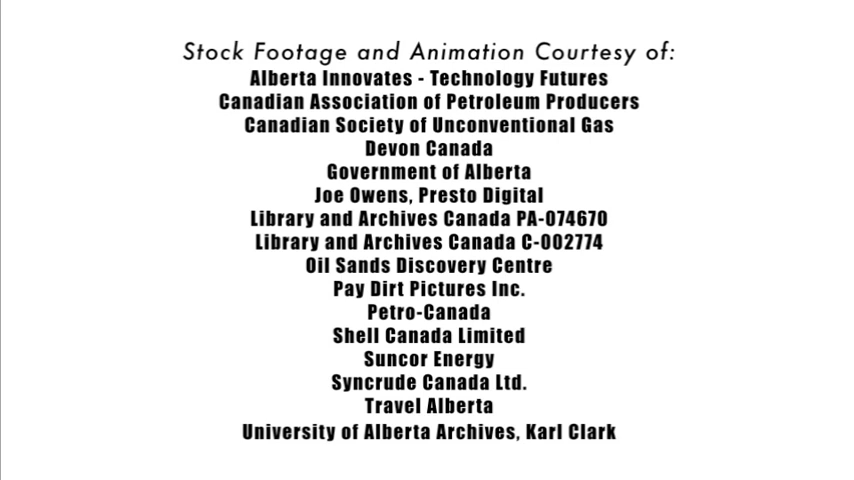 Stock Footage and Animation Courtesy of:
Alberta Innovates - Technology Futures
Canadian Association of Petroleum Producers
Canadian Society of Unconventional Gas
Devon Canada
Government of Alberta
Joe Owens, Presto Digital
Library and Archives Canada PA-074670
Library and Archives Canada C-002774
Oil Sands Discovery Centre
Pay Dirt Pictures Inc.
Petro-Canada
Shell Canada Limited
Suncor Energy
Syncrude Canada Ltd.
Travel Alberta
University of Alberta Archives, Karl Clark